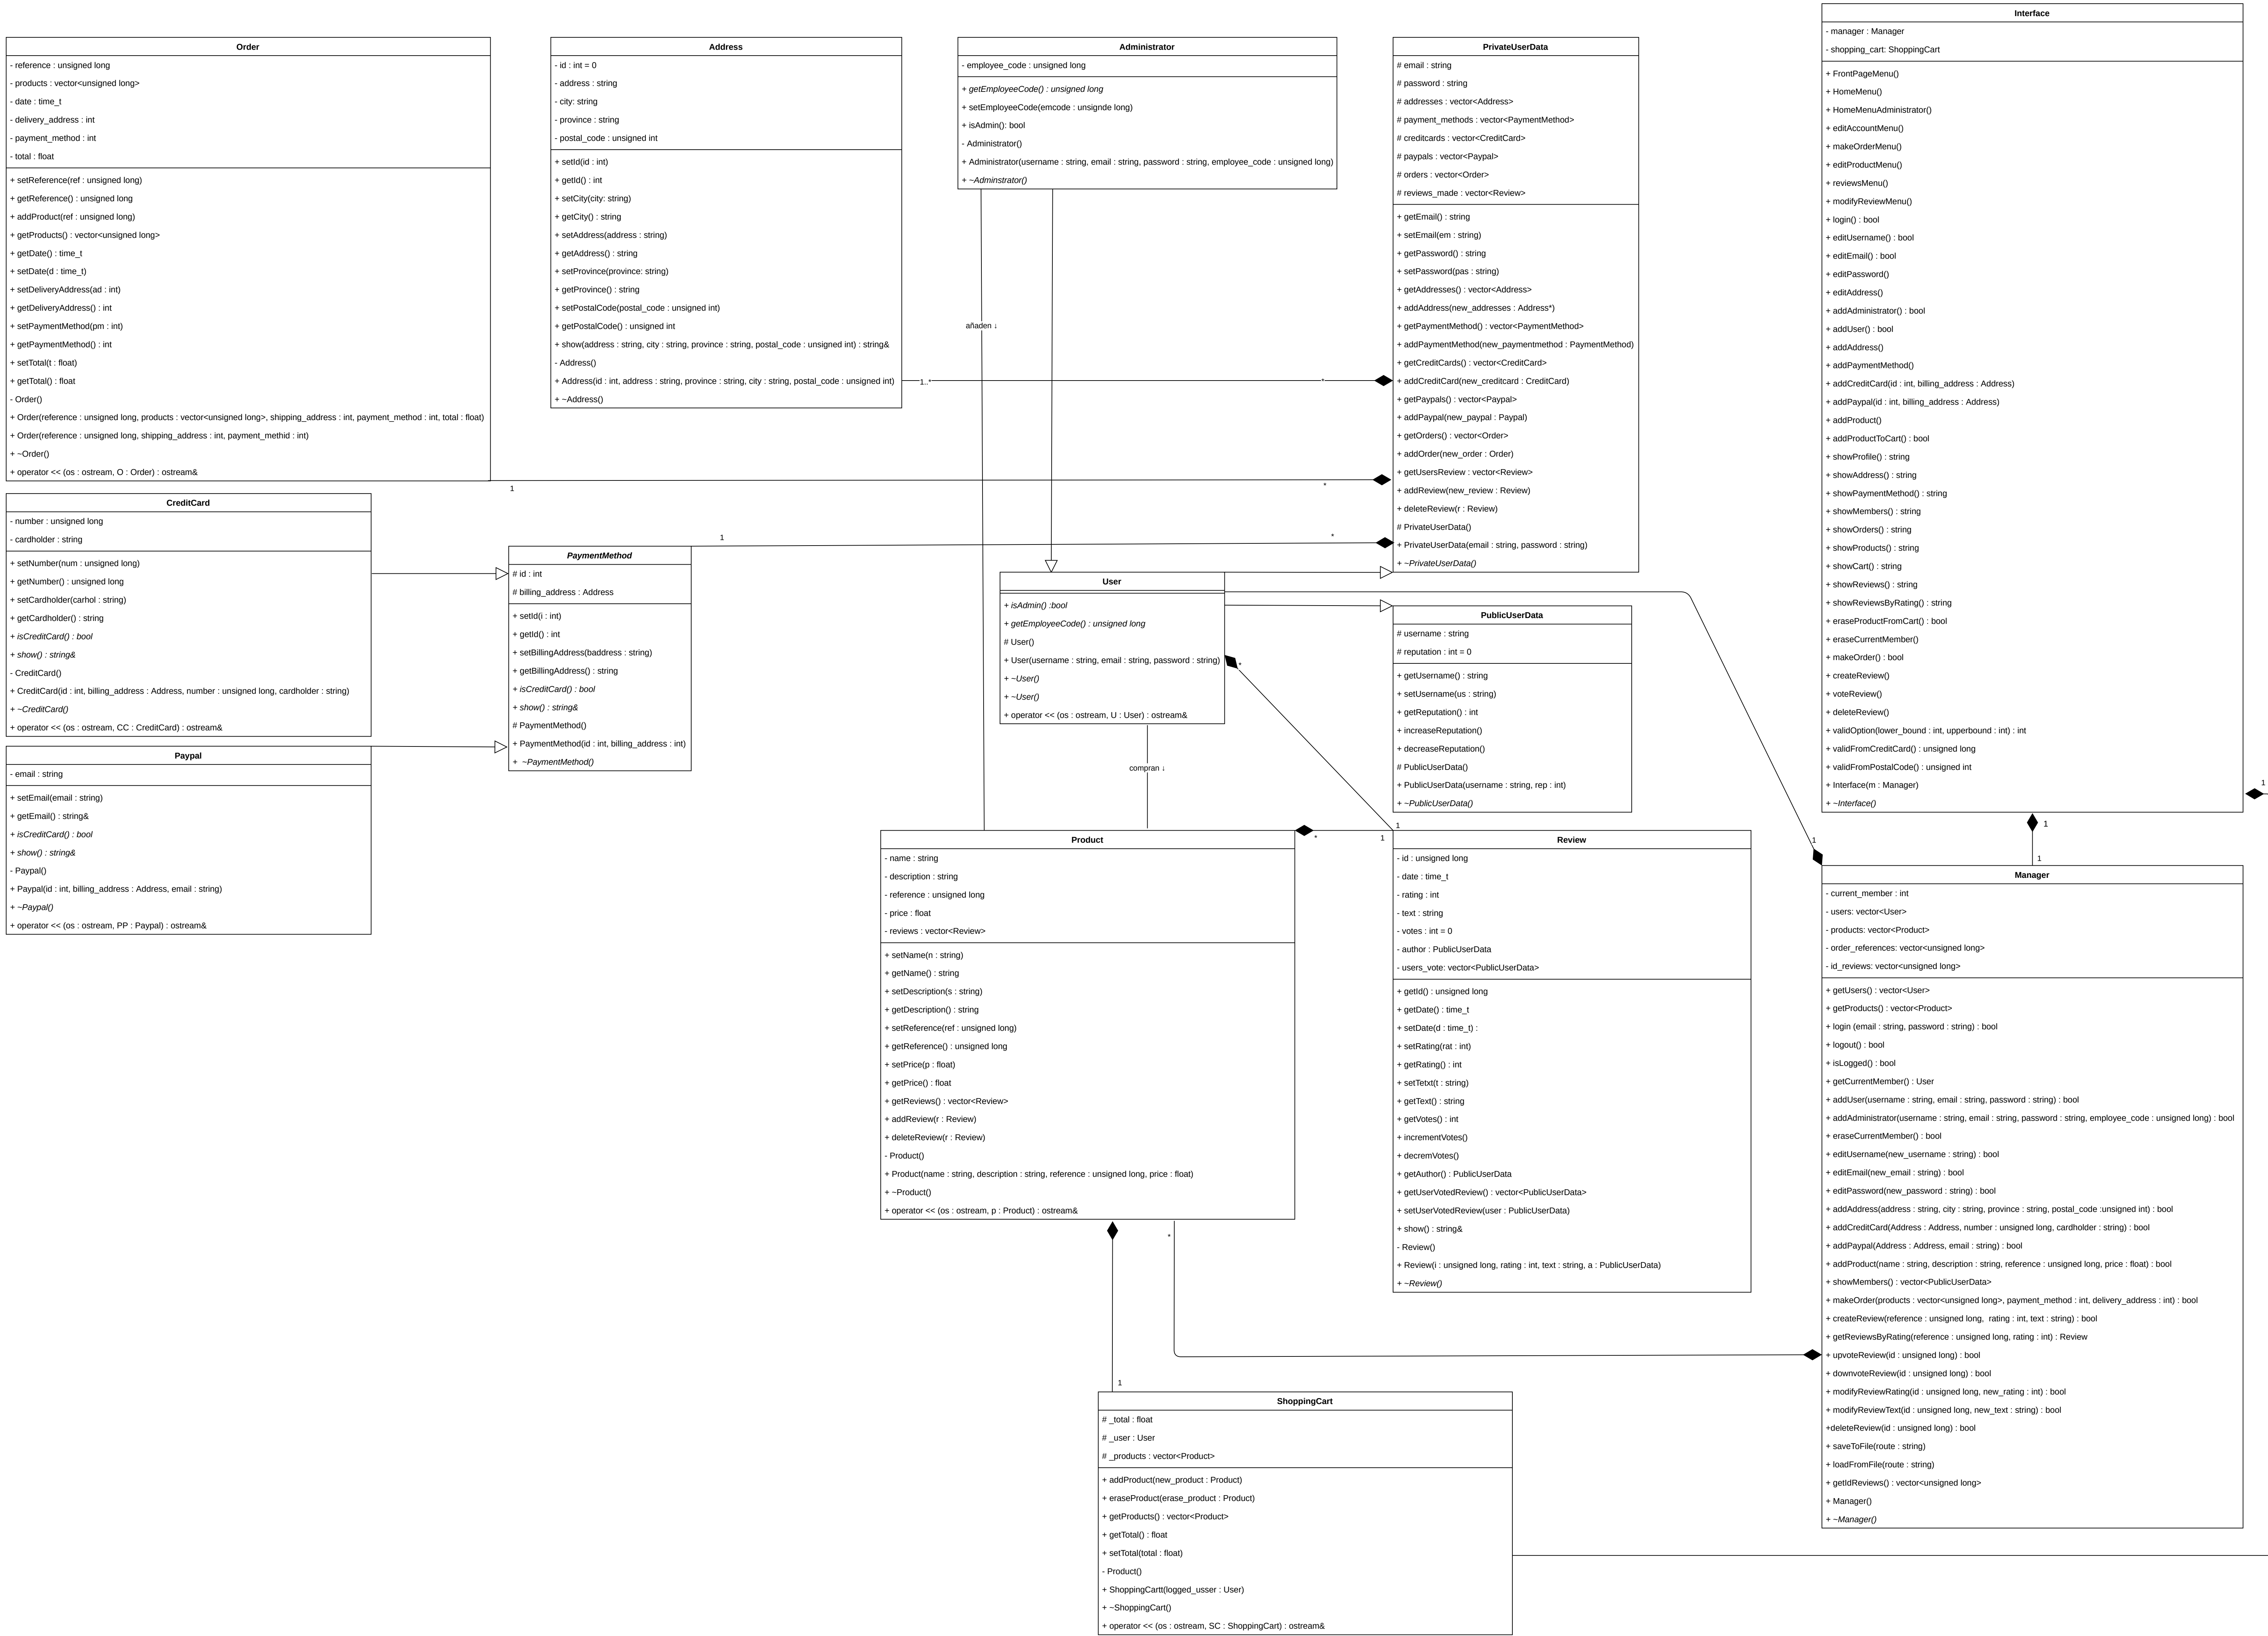 Order
- reference : unsigned long
- products : vector<unsigned long>
- date : time_t
- delivery_address : int
- payment_method : int
- total : float
+ setReference(ref : unsigned long)
+ getReference() : unsigned long
+ addProduct(ref : unsigned long)
+ getProducts() : vector<unsigned long>
+ getDate() : time_t
+ setDate(d : time_t)
+ setDeliveryAddress(ad : int)
+ getDeliveryAddress() : int
+ setPaymentMethod(pm : int)
+ getPaymentMethod() : int
+ setTotal(t : float)
+ getTotal() : float
- Order()
+ Order(reference : unsigned long, products : vector<unsigned long>, shipping_address : int, payment_method : int, total : float)
+ Order(reference : unsigned long, shipping_address : int, payment_methid : int)
+ ~Order()
+ operator << (os : ostream, O : Order) : ostream&
Address
- id : int = 0
- address : string
- city: string
- province : string
- postal_code : unsigned int
+ setId(id : int)
+ getId() : int
+ setCity(city: string)
+ getCity() : string
+ setAddress(address : string)
+ getAddress() : string
+ setProvince(province: string)
+ getProvince() : string
+ setPostalCode(postal_code : unsigned int)
+ getPostalCode() : unsigned int
+ show(address : string, city : string, province : string, postal_code : unsigned int) : string&
- Address()
+ Address(id : int, address : string, province : string, city : string, postal_code : unsigned int)
+ ~Address()
1..*
*
Administrator
- employee_code : unsigned long
+ getEmployeeCode() : unsigned long
+ setEmployeeCode(emcode : unsignde long)
+ isAdmin(): bool
- Administrator()
+ Administrator(username : string, email : string, password : string, employee_code : unsigned long)
+ ~Adminstrator()
añaden ↓
PrivateUserData
# email : string
# password : string
# addresses : vector<Address>
# payment_methods : vector<PaymentMethod>
# creditcards : vector<CreditCard>
# paypals : vector<Paypal>
# orders : vector<Order>
# reviews_made : vector<Review>
+ getEmail() : string
+ setEmail(em : string)
+ getPassword() : string
+ setPassword(pas : string)
+ getAddresses() : vector<Address>
+ addAddress(new_addresses : Address*)
+ getPaymentMethod() : vector<PaymentMethod>
+ addPaymentMethod(new_paymentmethod : PaymentMethod)
+ getCreditCards() : vector<CreditCard>
+ addCreditCard(new_creditcard : CreditCard)
+ getPaypals() : vector<Paypal>
+ addPaypal(new_paypal : Paypal)
+ getOrders() : vector<Order>
+ addOrder(new_order : Order)
+ getUsersReview : vector<Review>
+ addReview(new_review : Review)
+ deleteReview(r : Review)
# PrivateUserData()
+ PrivateUserData(email : string, password : string)
+ ~PrivateUserData()
Interface
- manager : Manager
- shopping_cart: ShoppingCart
+ FrontPageMenu()
+ HomeMenu()
+ HomeMenuAdministrator()
+ editAccountMenu()
+ makeOrderMenu()
+ editProductMenu()
+ reviewsMenu()
+ modifyReviewMenu()
+ login() : bool
+ editUsername() : bool
+ editEmail() : bool
+ editPassword()
+ editAddress()
+ addAdministrator() : bool
+ addUser() : bool
+ addAddress()
+ addPaymentMethod()
+ addCreditCard(id : int, billing_address : Address)
+ addPaypal(id : int, billing_address : Address)
+ addProduct()
+ addProductToCart() : bool
+ showProfile() : string
+ showAddress() : string
+ showPaymentMethod() : string
+ showMembers() : string
+ showOrders() : string
+ showProducts() : string
+ showCart() : string
+ showReviews() : string
+ showReviewsByRating() : string
+ eraseProductFromCart() : bool
+ eraseCurrentMember()
+ makeOrder() : bool
+ createReview()
+ voteReview()
+ deleteReview()
+ validOption(lower_bound : int, upperbound : int) : int
+ validFromCreditCard() : unsigned long
+ validFromPostalCode() : unsigned int
+ Interface(m : Manager)
+ ~Interface()
1
1
1
1
*
CreditCard
- number : unsigned long
- cardholder : string
+ setNumber(num : unsigned long)
+ getNumber() : unsigned long
+ setCardholder(carhol : string)
+ getCardholder() : string
+ isCreditCard() : bool
+ show() : string&
- CreditCard()
+ CreditCard(id : int, billing_address : Address, number : unsigned long, cardholder : string)
+ ~CreditCard()
+ operator << (os : ostream, CC : CreditCard) : ostream&
1
*
PaymentMethod
# id : int
# billing_address : Address
+ setId(i : int)
+ getId() : int
+ setBillingAddress(baddress : string)
+ getBillingAddress() : string
+ isCreditCard() : bool
+ show() : string&
# PaymentMethod()
+ PaymentMethod(id : int, billing_address : int)
+ ~PaymentMethod()
Paypal
- email : string
+ setEmail(email : string)
+ getEmail() : string&
+ isCreditCard() : bool
+ show() : string&
- Paypal()
+ Paypal(id : int, billing_address : Address, email : string)
+ ~Paypal()
+ operator << (os : ostream, PP : Paypal) : ostream&
User
+ isAdmin() :bool
+ getEmployeeCode() : unsigned long
# User()
+ User(username : string, email : string, password : string)
+ ~User()
+ ~User()
+ operator << (os : ostream, U : User) : ostream&
*
compran ↓
PublicUserData
# username : string
# reputation : int = 0
+ getUsername() : string
+ setUsername(us : string)
+ getReputation() : int
+ increaseReputation()
+ decreaseReputation()
# PublicUserData()
+ PublicUserData(username : string, rep : int)
+ ~PublicUserData()
1
*
1
1
Product
- name : string
- description : string
- reference : unsigned long
- price : float
- reviews : vector<Review>
+ setName(n : string)
+ getName() : string
+ setDescription(s : string)
+ getDescription() : string
+ setReference(ref : unsigned long)
+ getReference() : unsigned long
+ setPrice(p : float)
+ getPrice() : float
+ getReviews() : vector<Review>
+ addReview(r : Review)
+ deleteReview(r : Review)
- Product()
+ Product(name : string, description : string, reference : unsigned long, price : float)
+ ~Product()
+ operator << (os : ostream, p : Product) : ostream&
Review
- id : unsigned long
- date : time_t
- rating : int
- text : string
- votes : int = 0
- author : PublicUserData
- users_vote: vector<PublicUserData>
+ getId() : unsigned long
+ getDate() : time_t
+ setDate(d : time_t) :
+ setRating(rat : int)
+ getRating() : int
+ setTetxt(t : string)
+ getText() : string
+ getVotes() : int
+ incrementVotes()
+ decremVotes()
+ getAuthor() : PublicUserData
+ getUserVotedReview() : vector<PublicUserData>
+ setUserVotedReview(user : PublicUserData)
+ show() : string&
- Review()
+ Review(i : unsigned long, rating : int, text : string, a : PublicUserData)
+ ~Review()
Manager
- current_member : int
- users: vector<User>
- products: vector<Product>
- order_references: vector<unsigned long>
- id_reviews: vector<unsigned long>
+ getUsers() : vector<User>
+ getProducts() : vector<Product>
+ login (email : string, password : string) : bool
+ logout() : bool
+ isLogged() : bool
+ getCurrentMember() : User
+ addUser(username : string, email : string, password : string) : bool
+ addAdministrator(username : string, email : string, password : string, employee_code : unsigned long) : bool
+ eraseCurrentMember() : bool
+ editUsername(new_username : string) : bool
+ editEmail(new_email : string) : bool
+ editPassword(new_password : string) : bool
+ addAddress(address : string, city : string, province : string, postal_code :unsigned int) : bool
+ addCreditCard(Address : Address, number : unsigned long, cardholder : string) : bool
+ addPaypal(Address : Address, email : string) : bool
+ addProduct(name : string, description : string, reference : unsigned long, price : float) : bool
+ showMembers() : vector<PublicUserData>
+ makeOrder(products : vector<unsigned long>, payment_method : int, delivery_address : int) : bool
+ createReview(reference : unsigned long, rating : int, text : string) : bool
+ getReviewsByRating(reference : unsigned long, rating : int) : Review
+ upvoteReview(id : unsigned long) : bool
+ downvoteReview(id : unsigned long) : bool
+ modifyReviewRating(id : unsigned long, new_rating : int) : bool
+ modifyReviewText(id : unsigned long, new_text : string) : bool
+deleteReview(id : unsigned long) : bool
+ saveToFile(route : string)
+ loadFromFile(route : string)
+ getIdReviews() : vector<unsigned long>
+ Manager()
+ ~Manager()
*
1
ShoppingCart
# _total : float
# _user : User
# _products : vector<Product>
+ addProduct(new_product : Product)
+ eraseProduct(erase_product : Product)
+ getProducts() : vector<Product>
+ getTotal() : float
+ setTotal(total : float)
- Product()
+ ShoppingCartt(logged_usser : User)
+ ~ShoppingCart()
+ operator << (os : ostream, SC : ShoppingCart) : ostream&